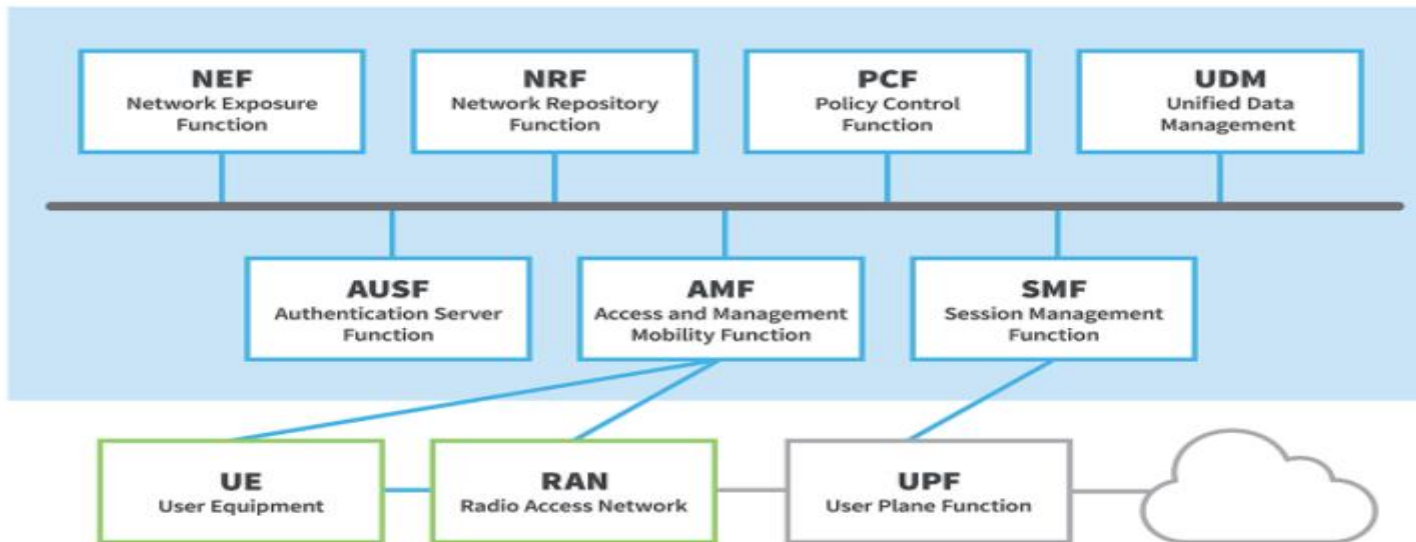 NEF
Network Exposure
Function
NRF
Network Repository
Function
PCF
Policy Control
Function
UDM
Unified Data
Management
AUSF
Authentication Server
Function
AMF
Access and Management
Mobility Function
SMF
Session Management
Function
UE
User Equipment
RAN
Radio Access Network
UPF
User Plane Function